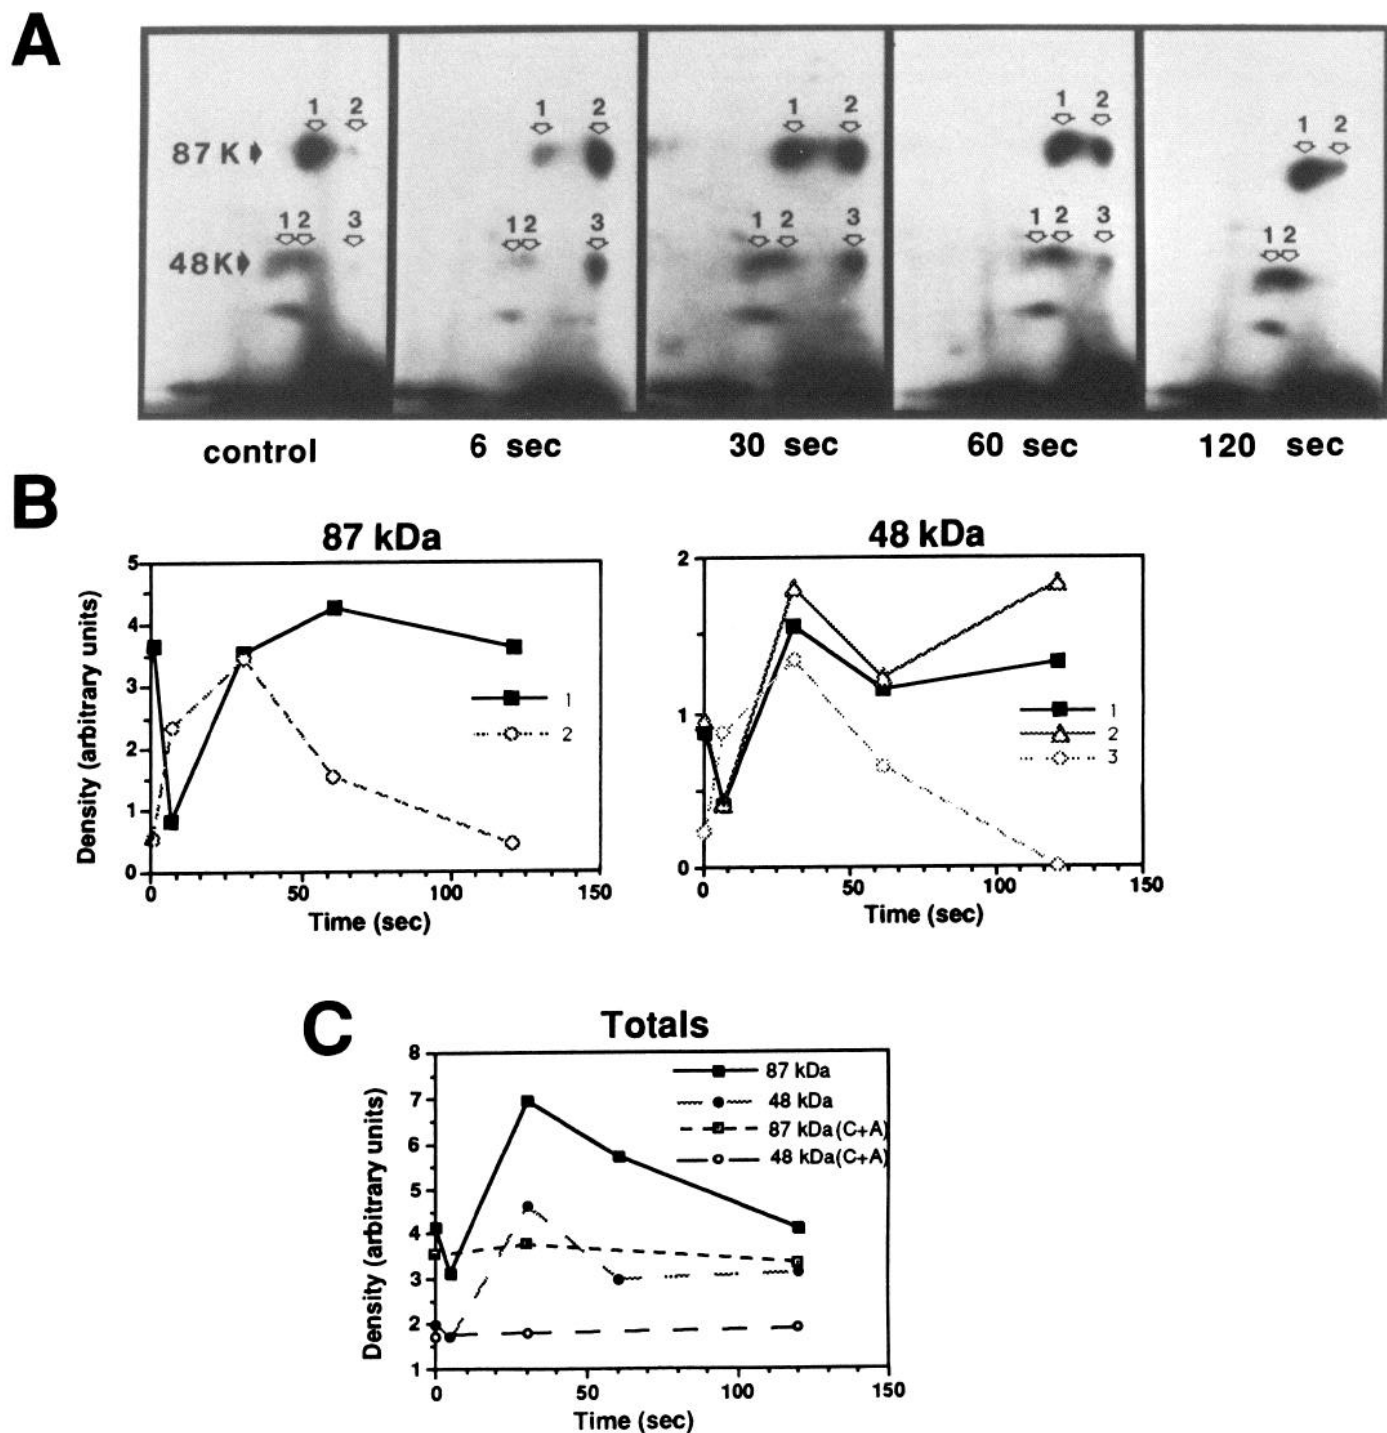 A
1 2
1 2
1 2
1 2
1 2
87 K
1 2 3
1 2 3
1 2 3
1 2 3
1 2
48K
control
6 sec
30 sec
60 sec
120 sec
B
87 kDa
5
4
3
2
1
0
Density (arbitrary units)
1
2
0 50 100 150
Time (sec)
48 kDa
2
1
0
1
2
3
0 50 100 150
Time (sec)
C
Totals
8
7
6
5
4
3
2
1
Density (arbitrary units)
87 kDa
48 kDa
87 kDa (C+A)
48 kDa (C+A)
0 50 100 150
Time (sec)